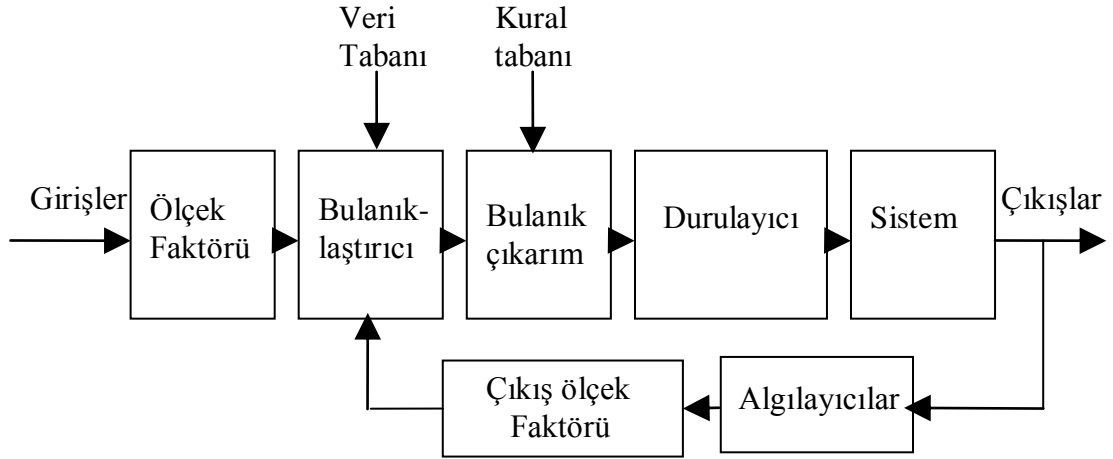 Veri
Tabanı
Kural
tabanı
Girişler
Ölçek
Faktörü
Bulanık-
laştırıcı
Bulanık
çıkarım
Durulayıcı
Sistem
Çıkışlar
Çıkış ölçek
Faktörü
Algılayıcılar